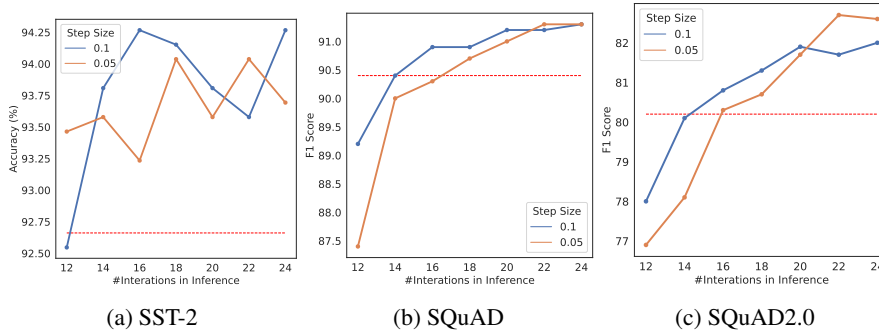 94.25
94.00
93.75
93.50
93.25
93.00
92.75
92.50
Accuracy (%)
Step Size
0.1
0.05
12 14 16 18 20 22 24
#Interations in Inference
(a) SST-2
91.0
90.5
90.0
89.5
89.0
88.5
88.0
87.5
F1 Score
Step Size
0.1
0.05
12 14 16 18 20 22 24
#Interations in Inference
(b) SQuAD
82
81
80
79
78
77
F1 Score
Step Size
0.1
0.05
12 14 16 18 20 22 24
#Interations in Inference
(c) SQuAD2.0